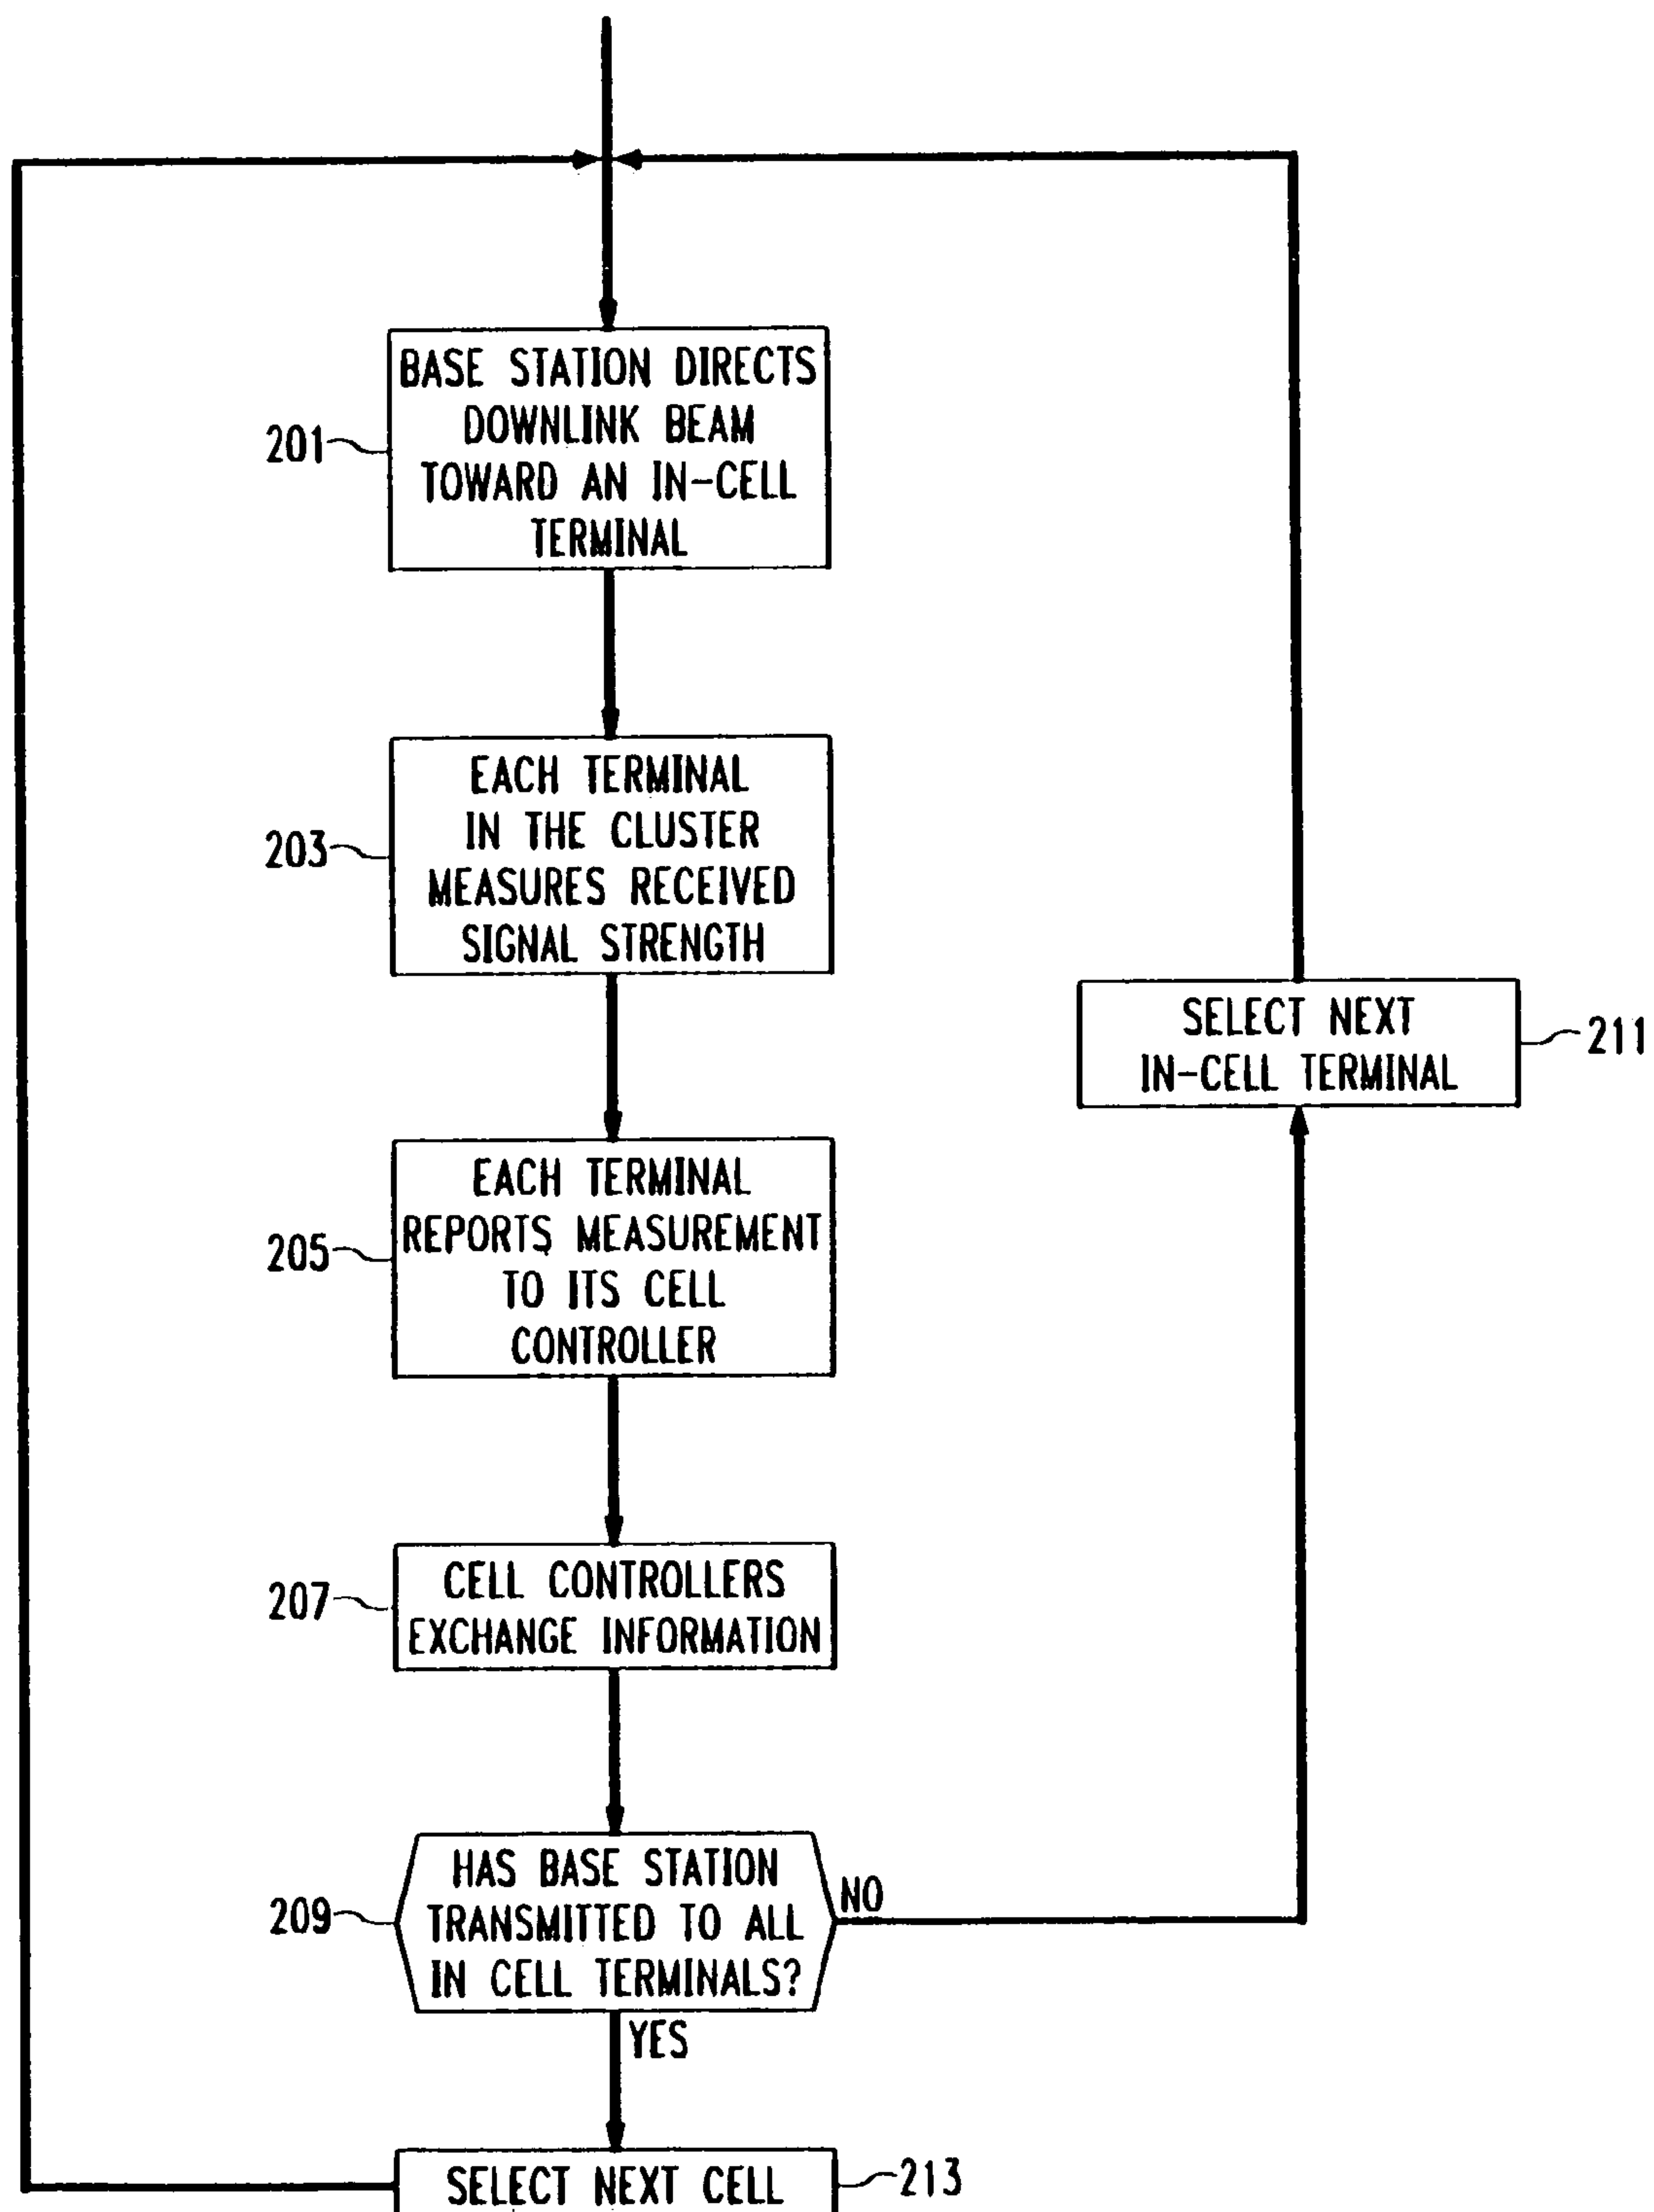 BASE STATION DIRECTS
DOWNLINK BEAM
TOWARD AN IN-CELL
TERMINAL
201
EACH TERMINAL
IN THE CLUSTER
MEASURES RECEIVED
SIGNAL STRENGTH
203
SELECT NEXT
IN-CELL TERMINAL
211
EACH TERMINAL
REPORTS MEASUREMENT
TO ITS CELL
CONTROLLER
205
CELL CONTROLLERS
EXCHANGE INFORMATION
207
HAS BASE STATION
TRANSMITTED TO ALL
IN CELL TERMINALS?
209
NO
YES
SELECT NEXT CELL
213